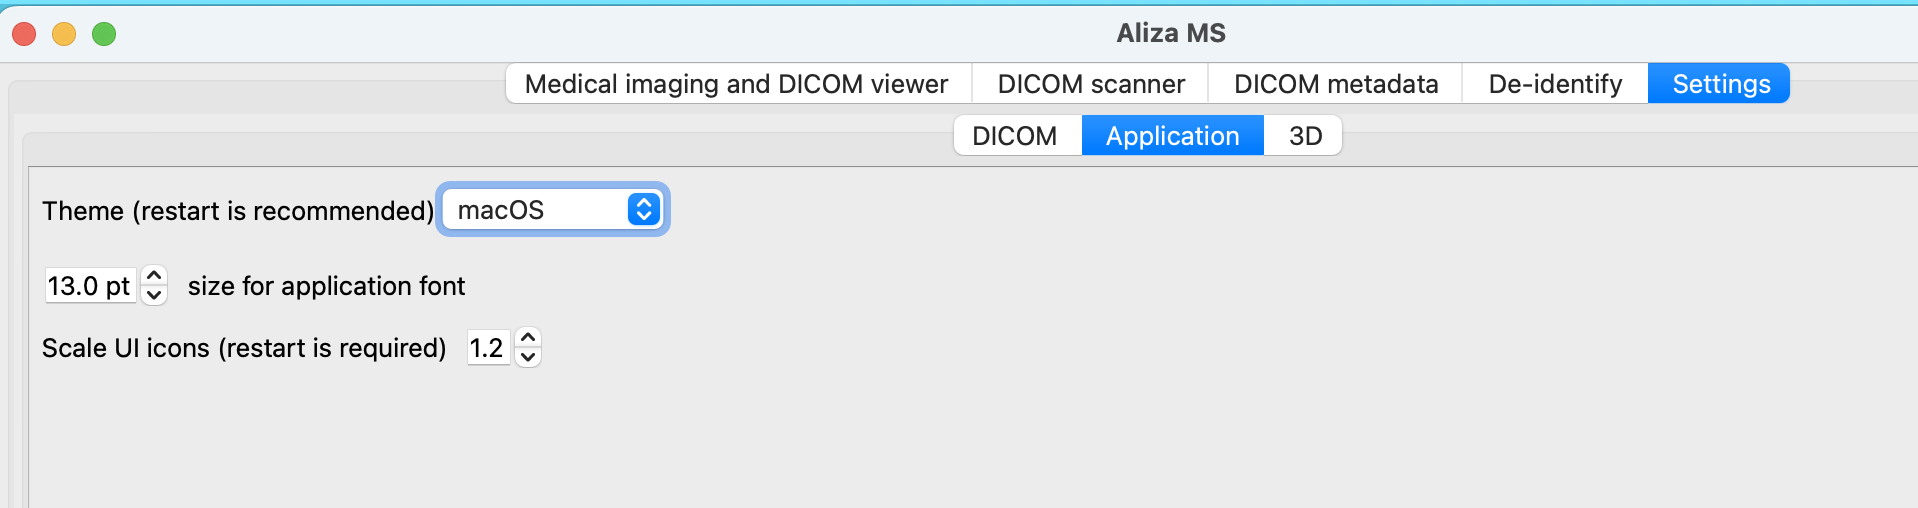 Aliza MS
Medical imaging and DICOM viewer DICOM scanner DICOM metadata De-identify Settings
DICOM Application 3D
Theme (restart is recommended) macOS
13.0 pt size for application font
Scale UI icons (restart is required) 1.2